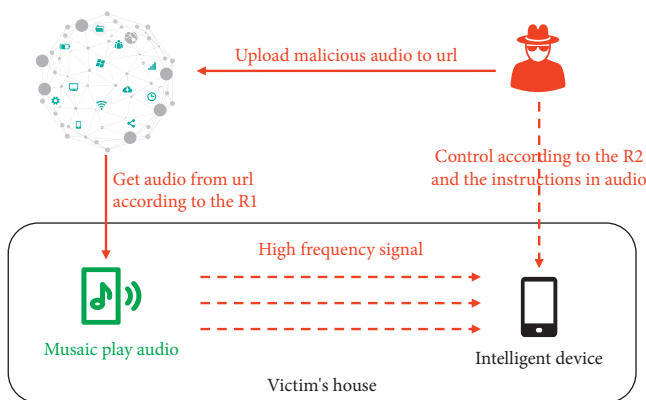 Upload malicious audio to url
Control according to the R2
and the instructions in audio
Get audio from url
according to the R1
High frequency signal
Musaic play audio
Intelligent device
Victim's house